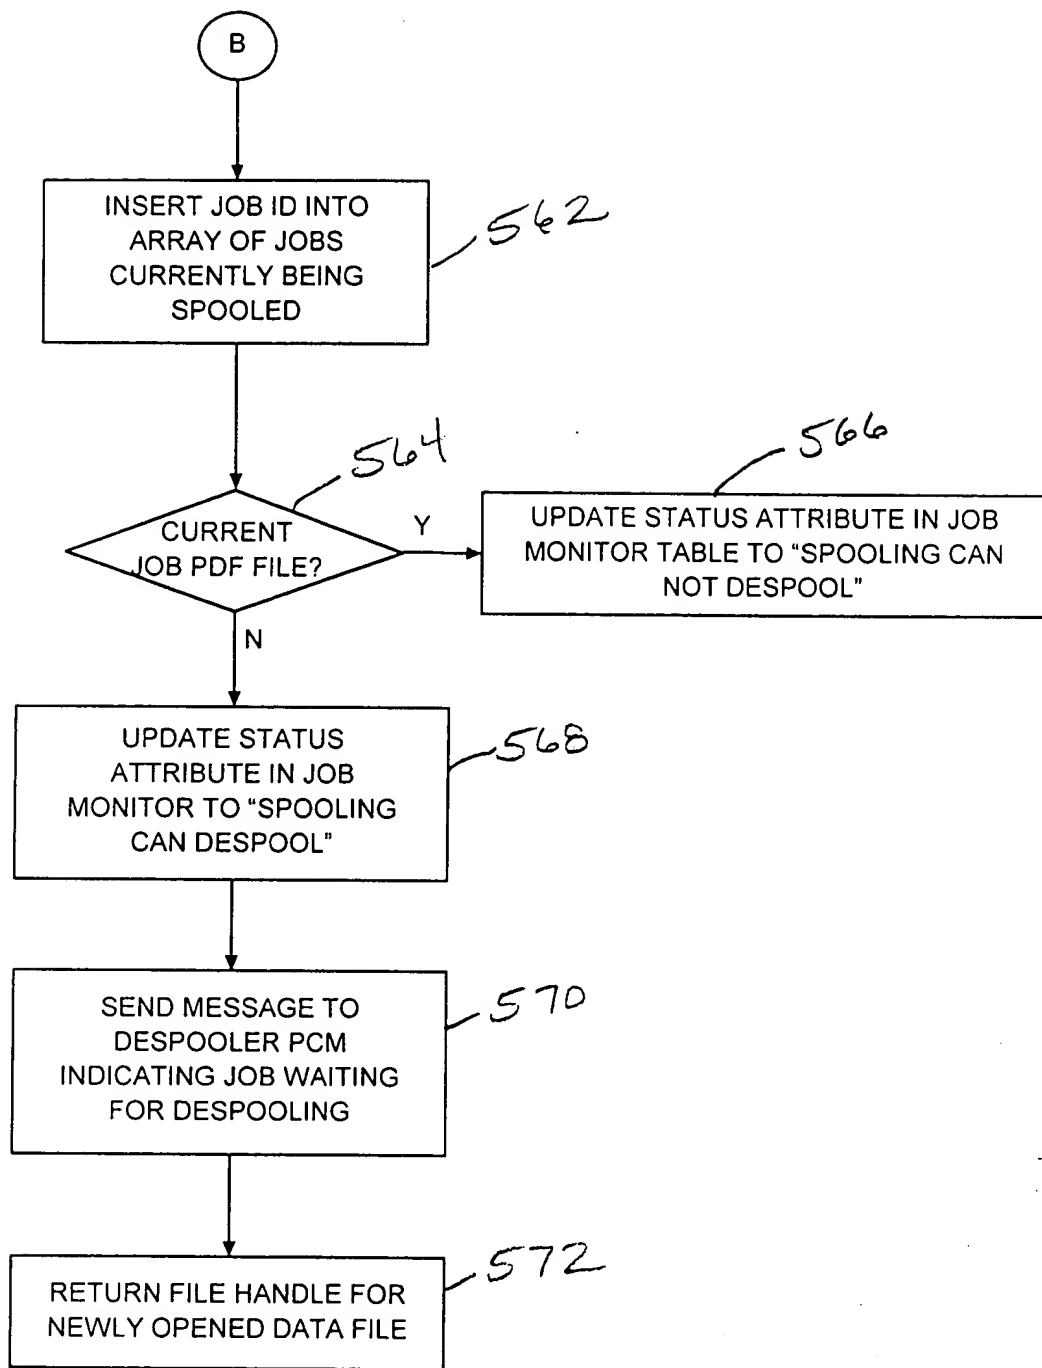 B
INSERT JOB ID INTO
ARRAY OF JOBS
CURRENTLY BEING
SPOOLED
562
564
566
CURRENT
JOB PDF FILE?
Y
UPDATE STATUS ATTRIBUTE IN JOB
MONITOR TABLE TO “SPOOLING CAN
NOT DESPOOL”
N
UPDATE STATUS
ATTRIBUTE IN JOB
MONITOR TO “SPOOLING
CAN DESPOOL”
568
SEND MESSAGE TO
DESPOOLER PCM
INDICATING JOB WAITING
FOR DESPOOLING
570
RETURN FILE HANDLE FOR
NEWLY OPENED DATA FILE
572